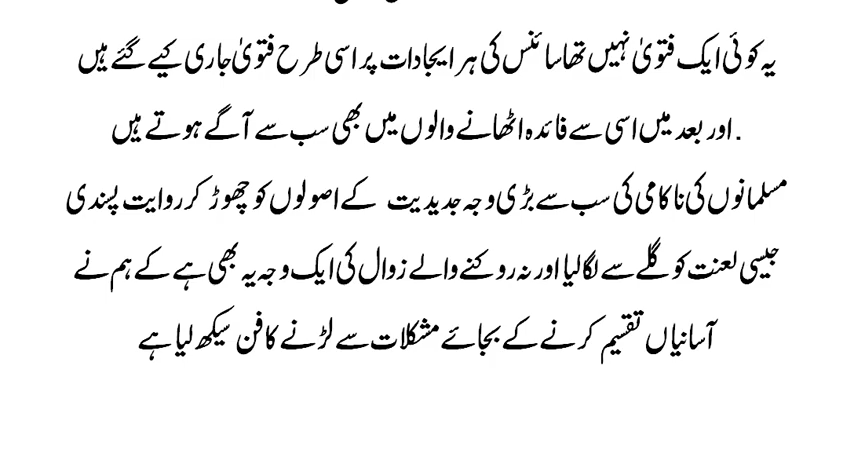 یہ کوئی ایک فتویٰ نہیں تھا سائنس کی ہر ایجادات پر اسی طرح فتویٰ جاری کیے گئے ہیں
. اور بعد میں اسی سے فائدہ اٹھانے والوں میں بھی سب سے آگے ہوتے ہیں
مسلمانوں کی ناکامی کی سب سے بڑی وجہ جدیدیت کے اصولوں کو چھوڑ کر روایت پسندی
جیسی لعنت کو گلے سے لگا لیا اور نہ روکنے والے زوال کی ایک وجہ یہ بھی ہے کے ہم نے
آسانیاں تقسیم کرنے کے بجائے مشکلات سے لڑنے کا فن سیکھ لیا ہے